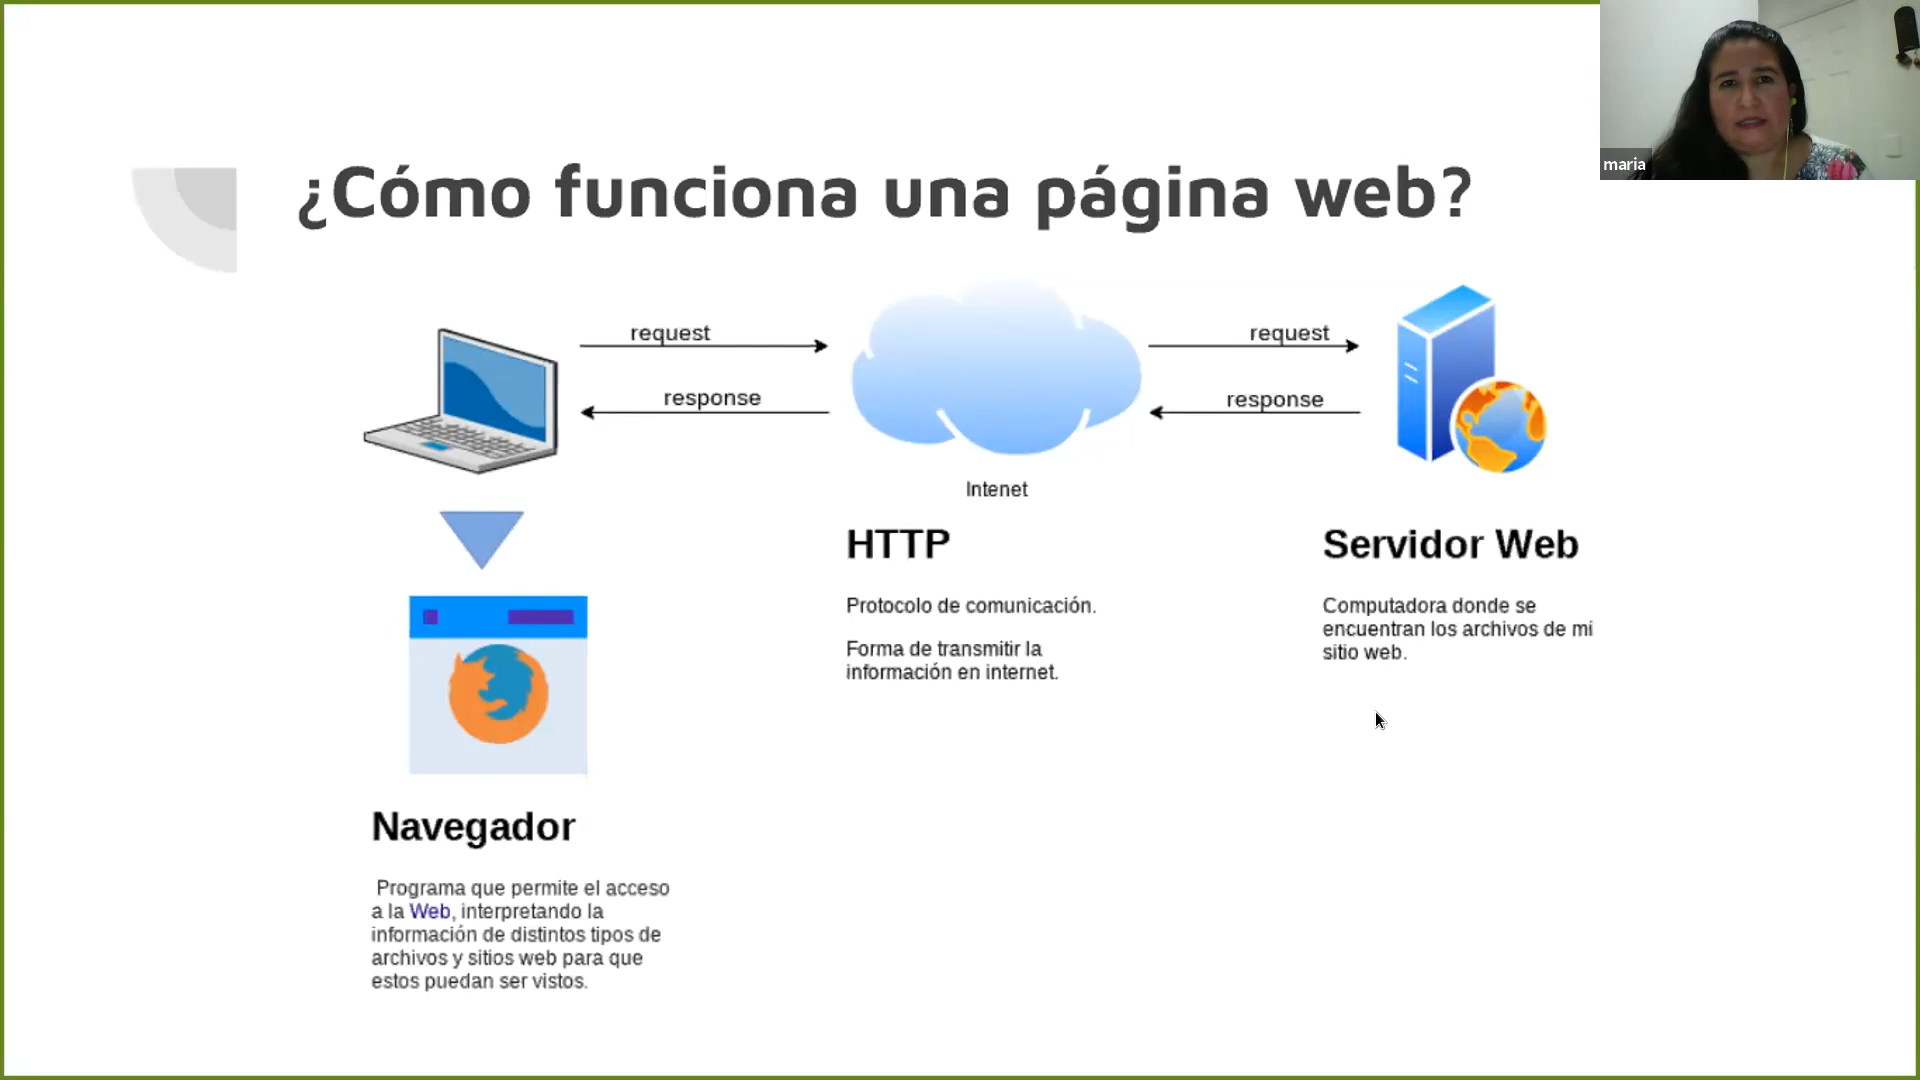 maria
¿Cómo funciona una página web?
request
request
response
response
Intenet
HTTP
Protocolo de comunicación.
Forma de transmitir la
información en internet.
Servidor Web
Computadora donde se
encuentran los archivos de mi
sitio web.
Navegador
Programa que permite el acceso
a la Web, interpretando la
información de distintos tipos de
archivos y sitios web para que
estos puedan ser vistos.